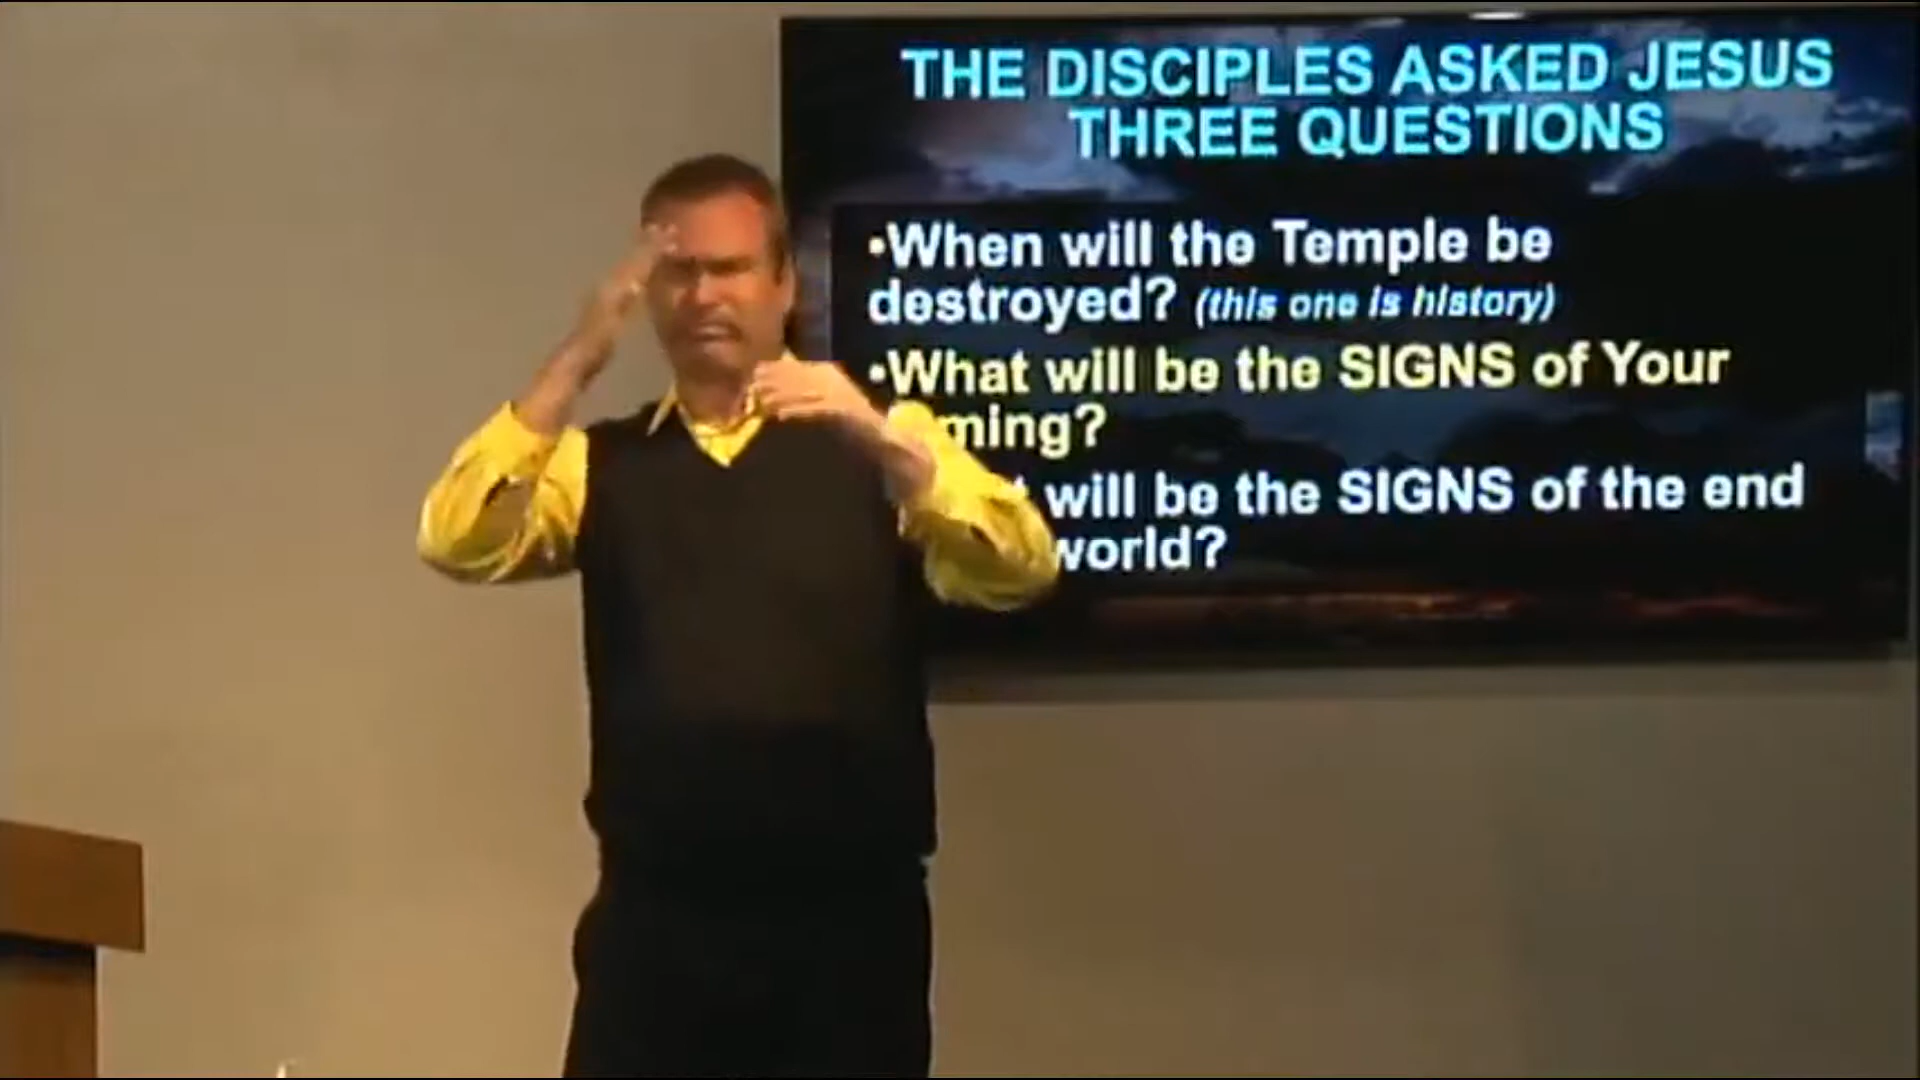 THE DISCIPLES ASKED JESUS
THREE QUESTIONS
•When will the Temple be
destroyed? (this one is history)
•What will be the SIGNS of Your
ming?
will be the SIGNS of the end
world?